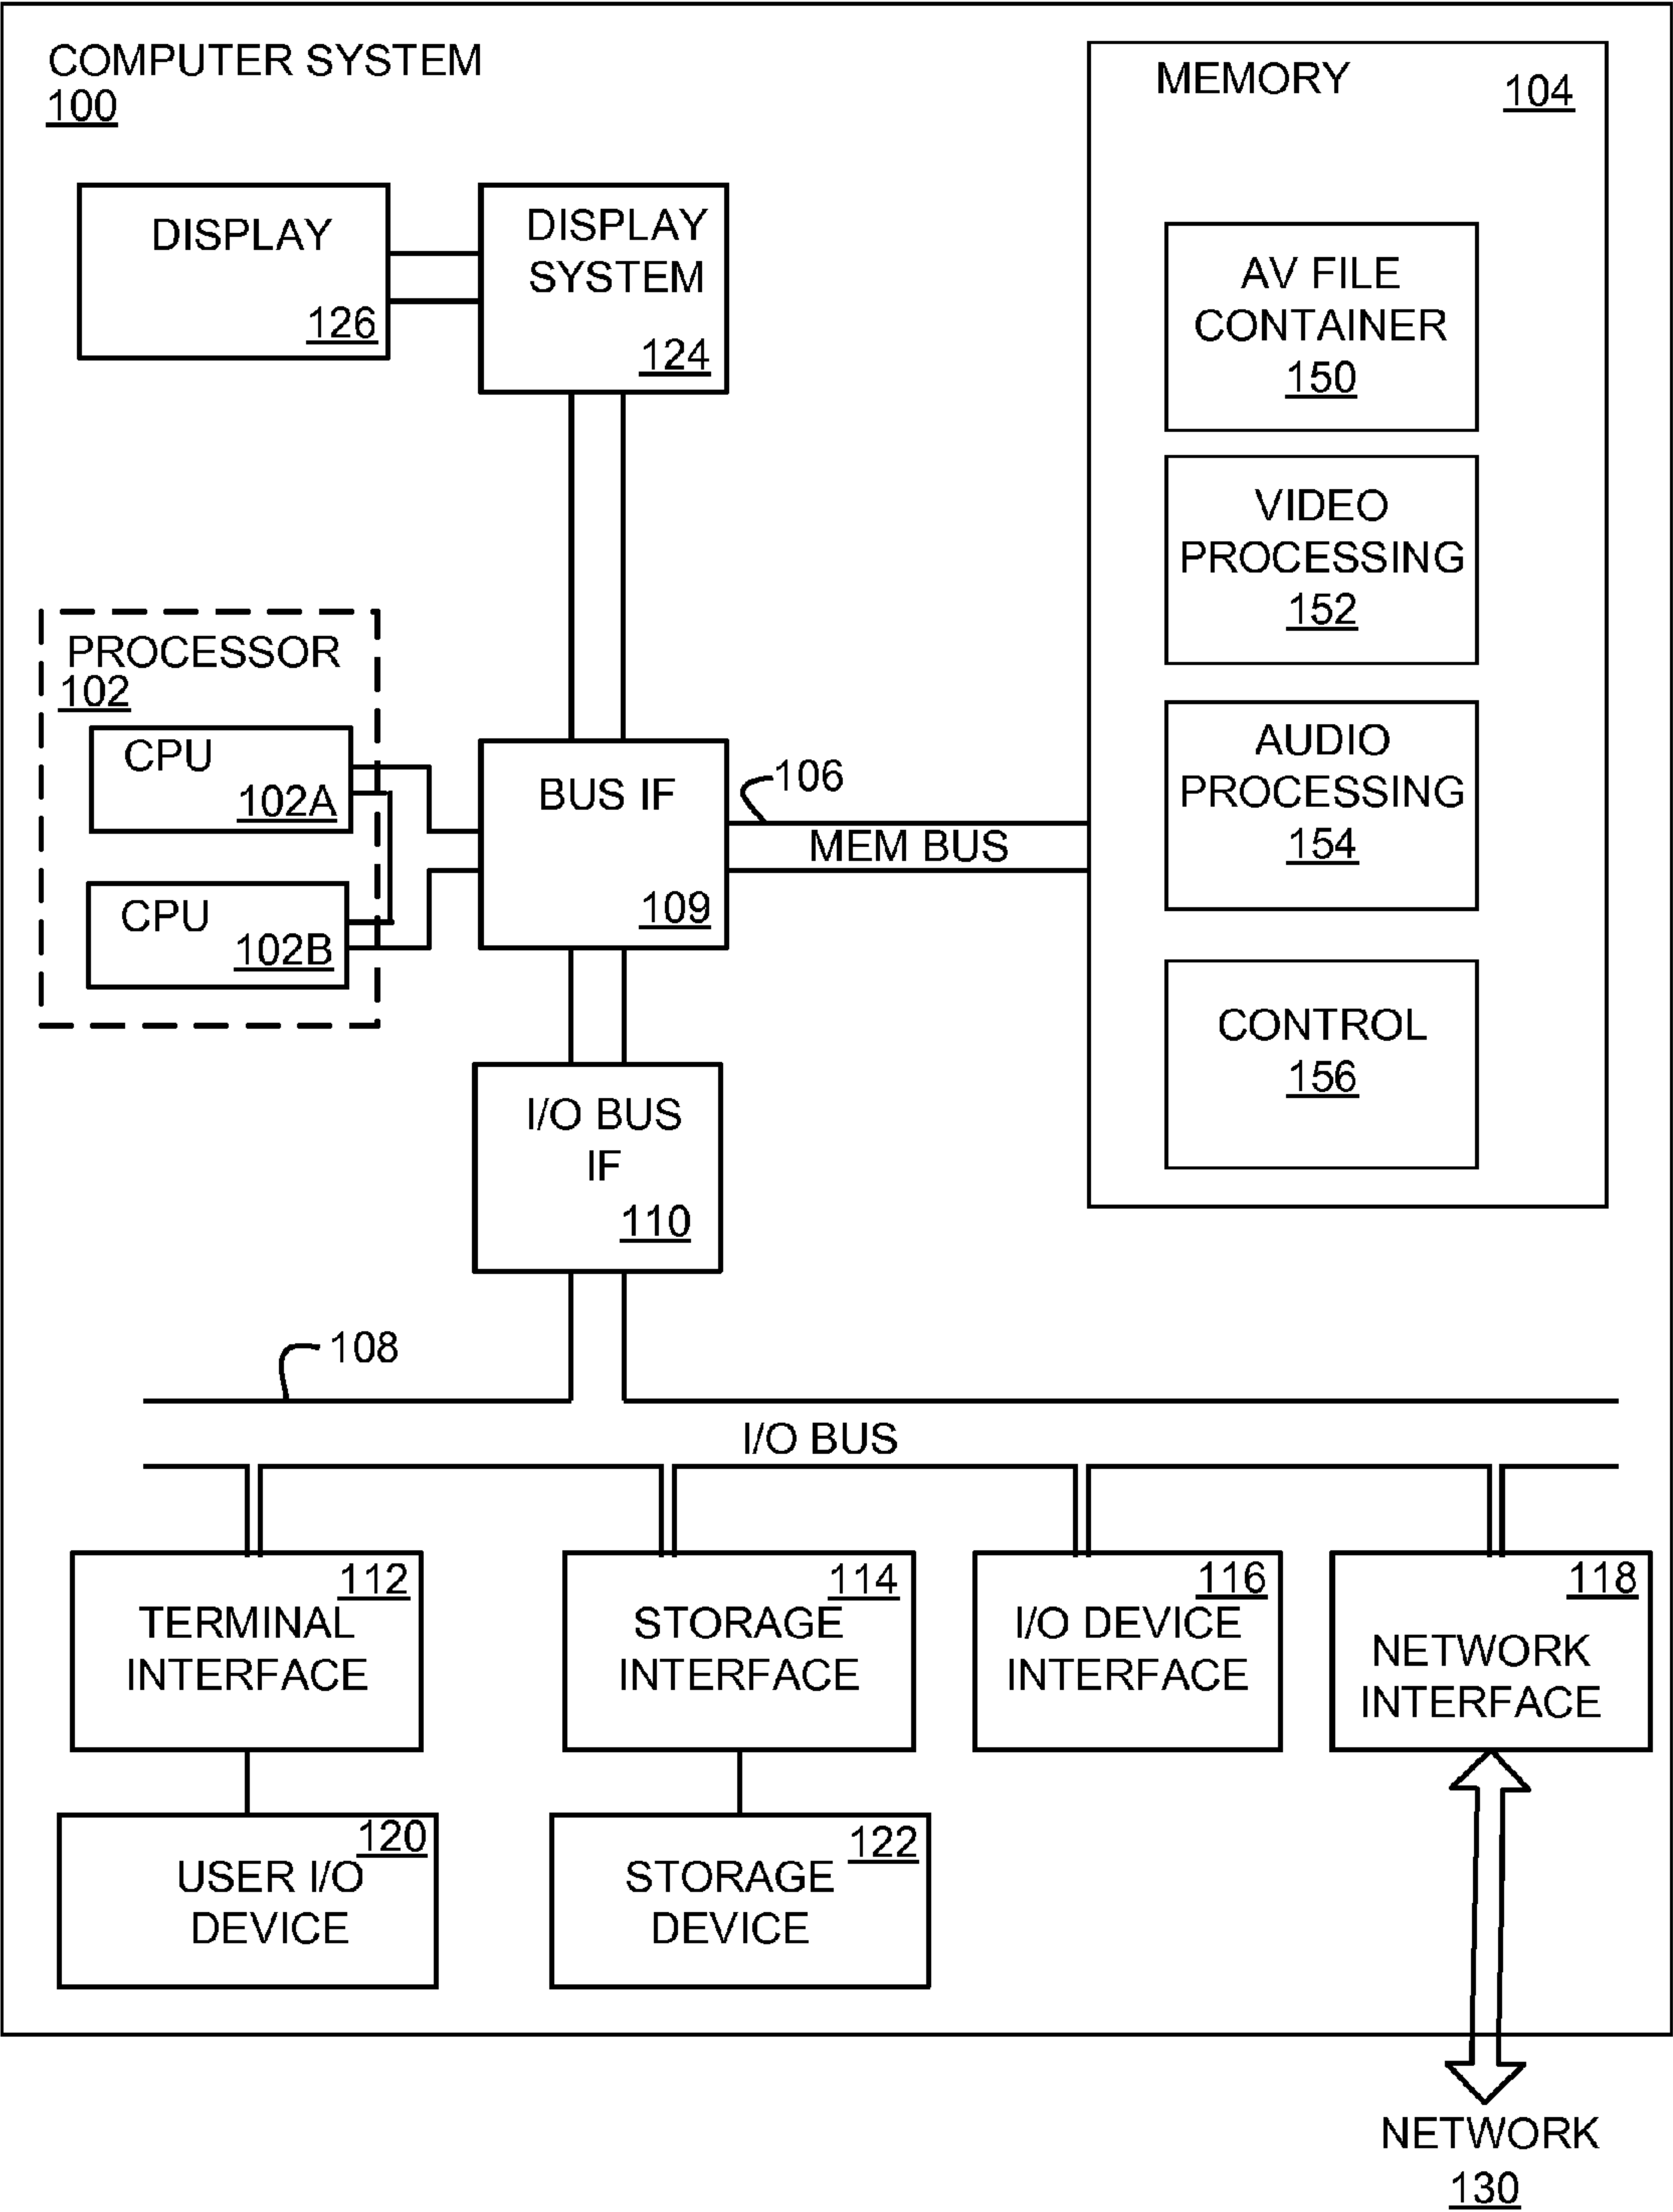 COMPUTER SYSTEM
100
MEMORY
104
DISPLAY
126
DISPLAY
SYSTEM
124
AV FILE
CONTAINER
150
VIDEO
PROCESSING
152
AUDIO
PROCESSING
154
CONTROL
156
PROCESSOR
102
CPU
102A
CPU
102B
BUS IF
109
106
MEM BUS
I/O BUS
IF
110
108
I/O BUS
112
TERMINAL
INTERFACE
114
STORAGE
INTERFACE
116
I/O DEVICE
INTERFACE
118
NETWORK
INTERFACE
120
USER I/O
DEVICE
122
STORAGE
DEVICE
NETWORK
130